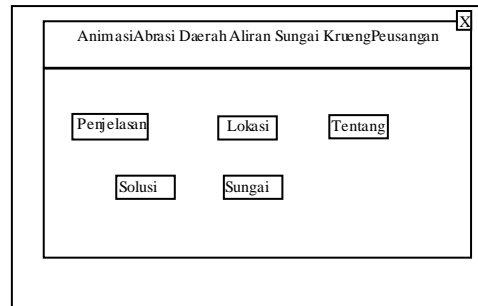 X
AnimasiAbrasi Daerah Aliran Sungai KruengPeusangan
Penjelasan Lokasi Tentang
Solusi Sungai